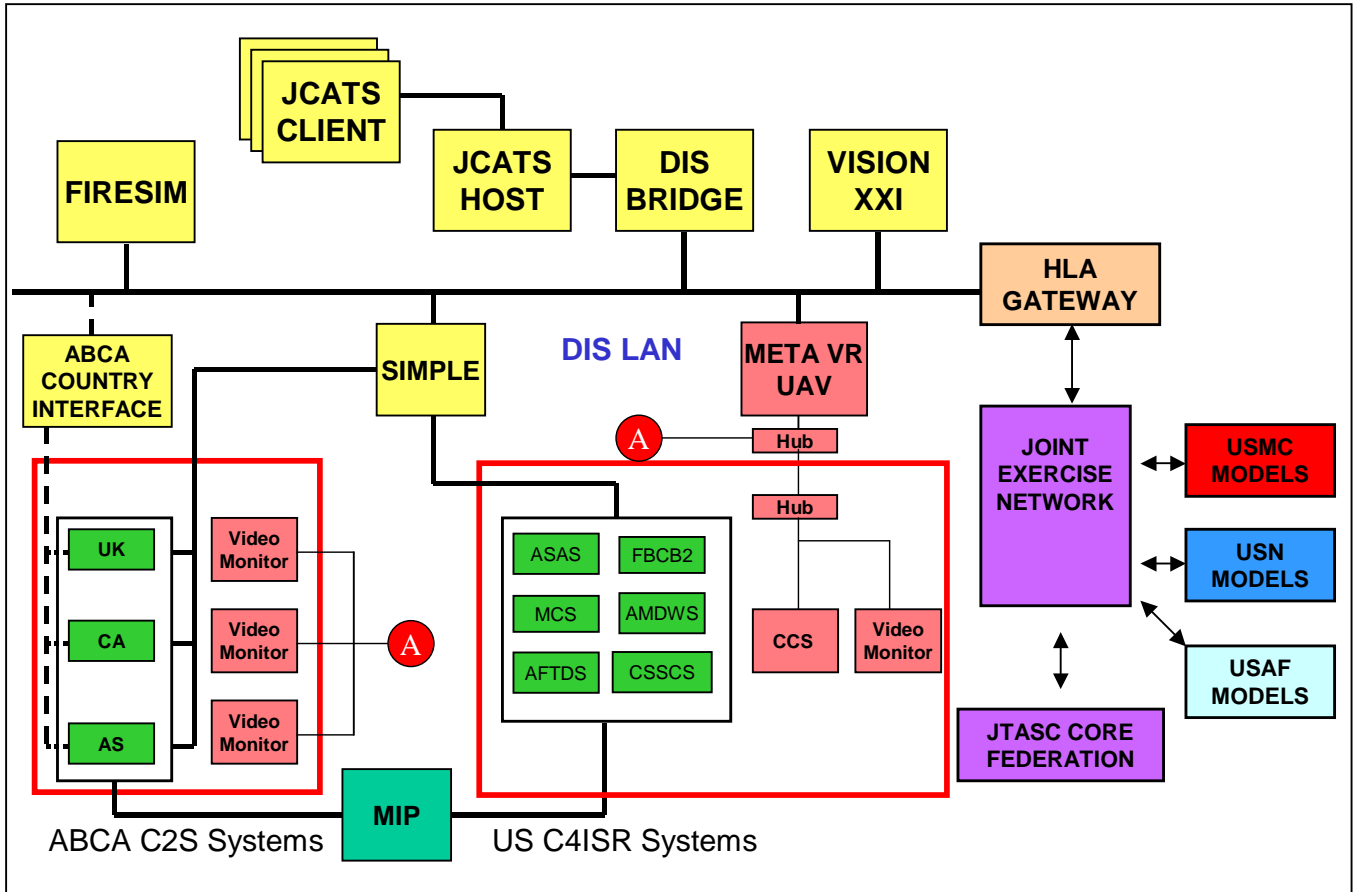 JCATS
CLIENT
FIRESIM
JCATS
HOST
DIS
BRIDGE
VISION
XXI
HLA
GATEWAY
ABCA
COUNTRY
INTERFACE
SIMPLE
DIS LAN
META VR
UAV
A
Hub
Hub
JOINT
EXERCISE
NETWORK
USMC
MODELS
USN
MODELS
USAF
MODELS
JTASC CORE
FEDERATION
UK
CA
AS
Video
Monitor
Video
Monitor
Video
Monitor
A
ASAS
FBCB2
MCS
AMDWS
AFTDS
CSSCS
CCS
Video
Monitor
MIP
ABCA C2S Systems
US C4ISR Systems